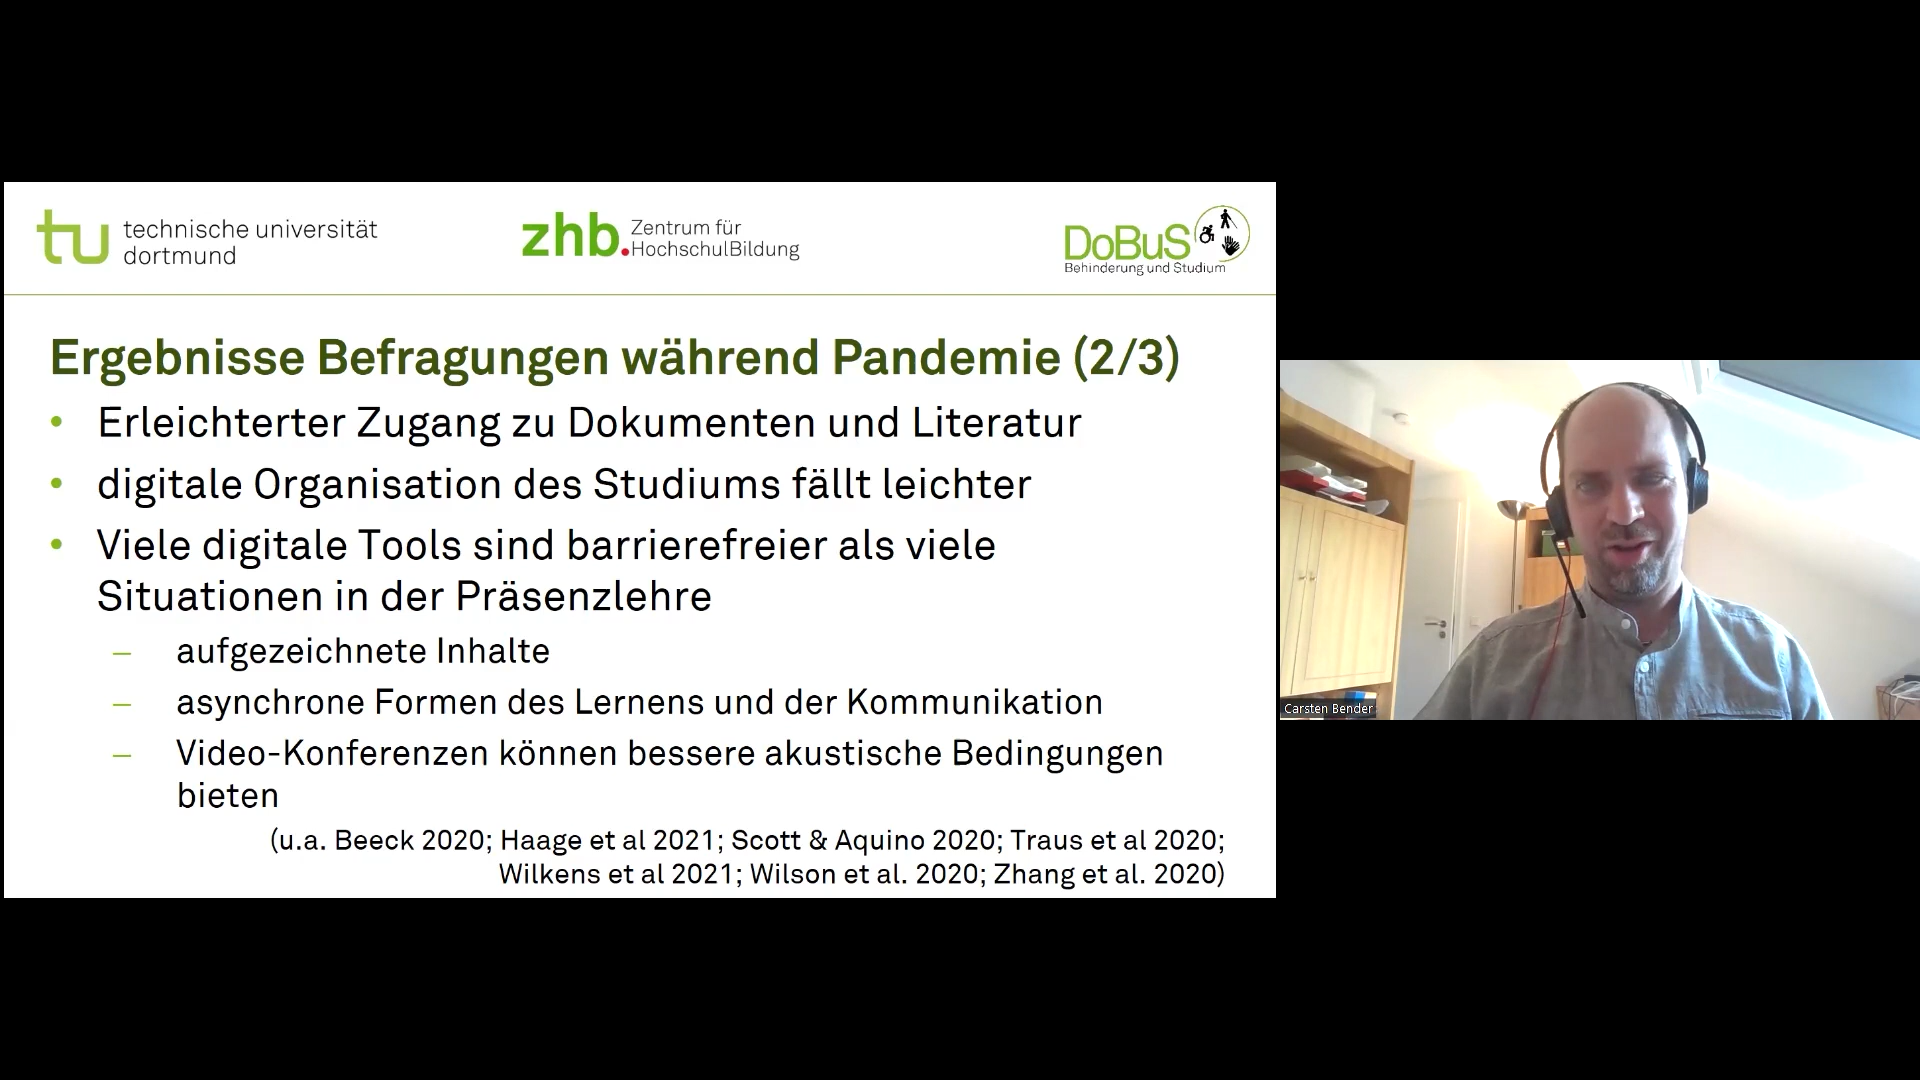 tu technische universität
dortmund
zhb. Zentrum für
HochschulBildung
DoBuS
Behinderung und Studium
Ergebnisse Befragungen während Pandemie (2/3)
• Erleichterter Zugang zu Dokumenten und Literatur
• digitale Organisation des Studiums fällt leichter
• Viele digitale Tools sind barrierefreier als viele
Situationen in der Präsenzlehre
– aufgezeichnete Inhalte
– asynchrone Formen des Lernens und der Kommunikation
– Video-Konferenzen können bessere akustische Bedingungen
bieten
(u.a. Beeck 2020; Haage et al 2021; Scott & Aquino 2020; Traus et al 2020;
Wilkens et al 2021; Wilson et al. 2020; Zhang et al. 2020)
Carsten Bender